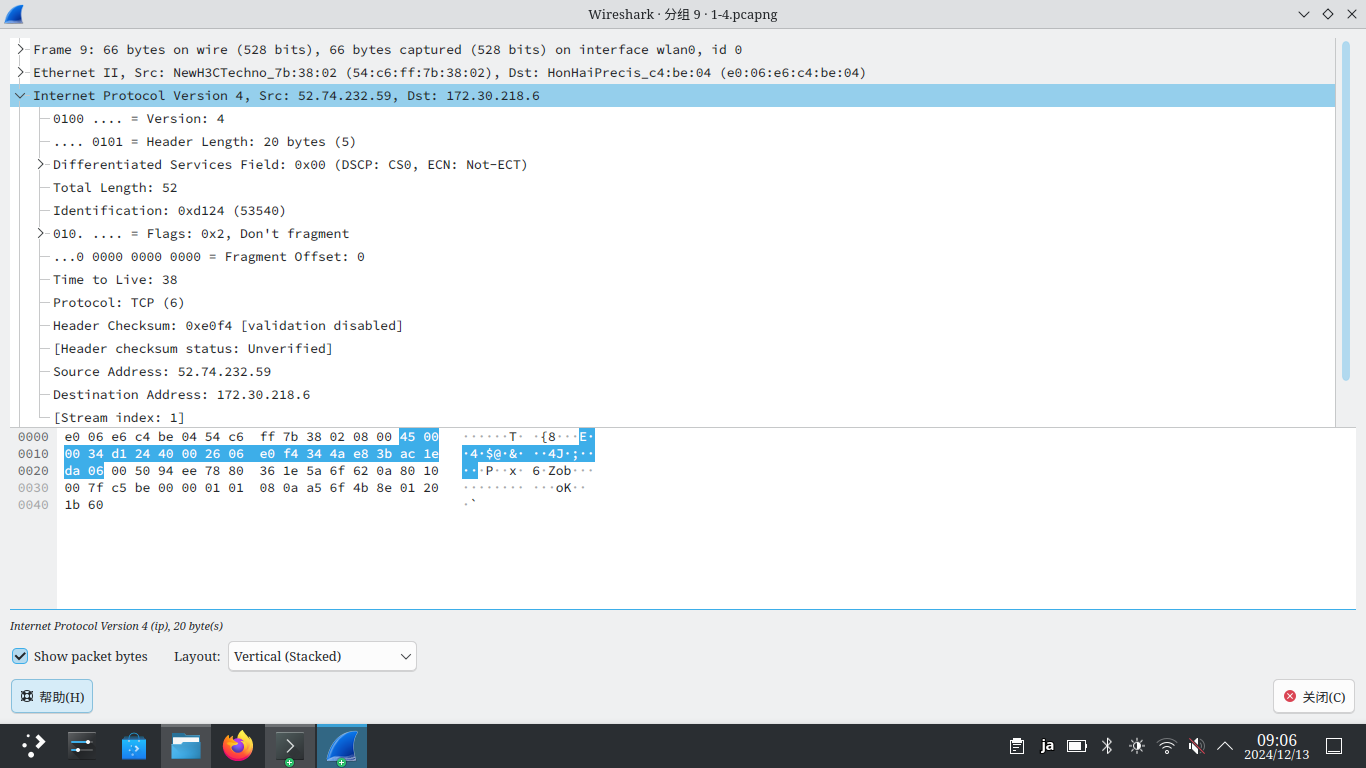 Wireshark · 分组 9 · 1-4.pcapng
Frame 9: 66 bytes on wire (528 bits), 66 bytes captured (528 bits) on interface wlan0, id 0
Ethernet II, Src: NewH3CTechno_7b:38:02 (54:c6:ff:7b:38:02), Dst: HonHaiPrecis_c4:be:04 (e0:06:e6:c4:be:04)
Internet Protocol Version 4, Src: 52.74.232.59, Dst: 172.30.218.6
0100 .... = Version: 4
.... 0101 = Header Length: 20 bytes (5)
Differentiated Services Field: 0x00 (DSCP: CS0, ECN: Not-ECT)
Total Length: 52
Identification: 0xd124 (53540)
010. .... = Flags: 0x2, Don't fragment
...0 0000 0000 0000 = Fragment Offset: 0
Time to Live: 38
Protocol: TCP (6)
Header Checksum: 0xe0f4 [validation disabled]
[Header checksum status: Unverified]
Source Address: 52.74.232.59
Destination Address: 172.30.218.6
[Stream index: 1]
0000 e0 06 e6 c4 be 04 54 c6 ff 7b 38 02 08 00 45 00 ······T· ·{8···E·
0010 00 34 d1 24 40 00 26 06 e0 f4 34 4a e8 3b ac 1e ·4·$@·&· ··4J·;··
0020 da 06 00 50 94 ee 78 80 36 1e 5a 6f 62 0a 80 10 ···P··x· 6·Zob···
0030 00 7f c5 be 00 00 01 01 08 0a a5 6f 4b 8e 01 20 ········ ···oK··
0040 1b 60 ·`
Internet Protocol Version 4 (ip), 20 byte(s)
Show packet bytes Layout: Vertical (Stacked)
帮助(H) 关闭(C)
ja 09:06
2024/12/13